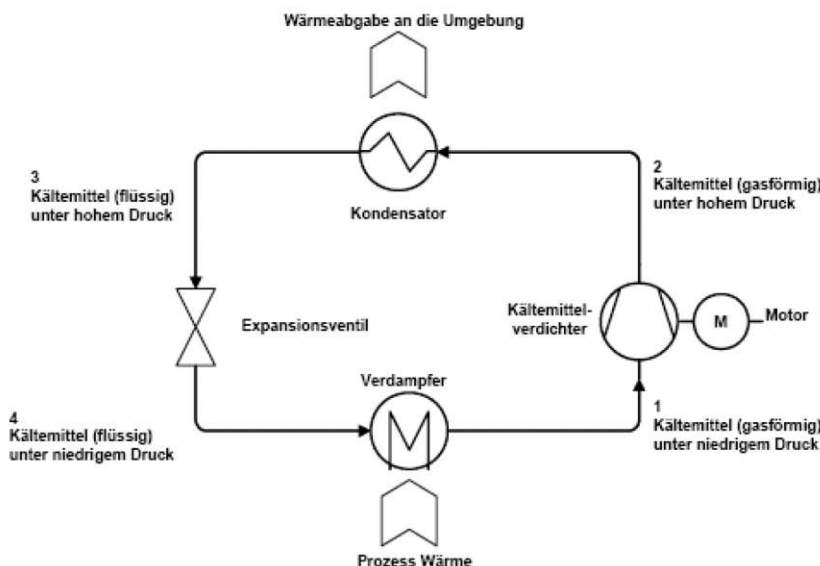 Wärmeabgabe an die Umgebung
3
Kältemittel (flüssig)
unter hohem Druck
Kondensator
2
Kältemittel (gasförmig)
unter hohem Druck
Expansionsventil
Kältemittel-
verdichter
M
Motor
Verdampfer
4
Kältemittel (flüssig)
unter niedrigem Druck
1
Kältemittel (gasförmig)
unter niedrigem Druck
Prozess Wärme